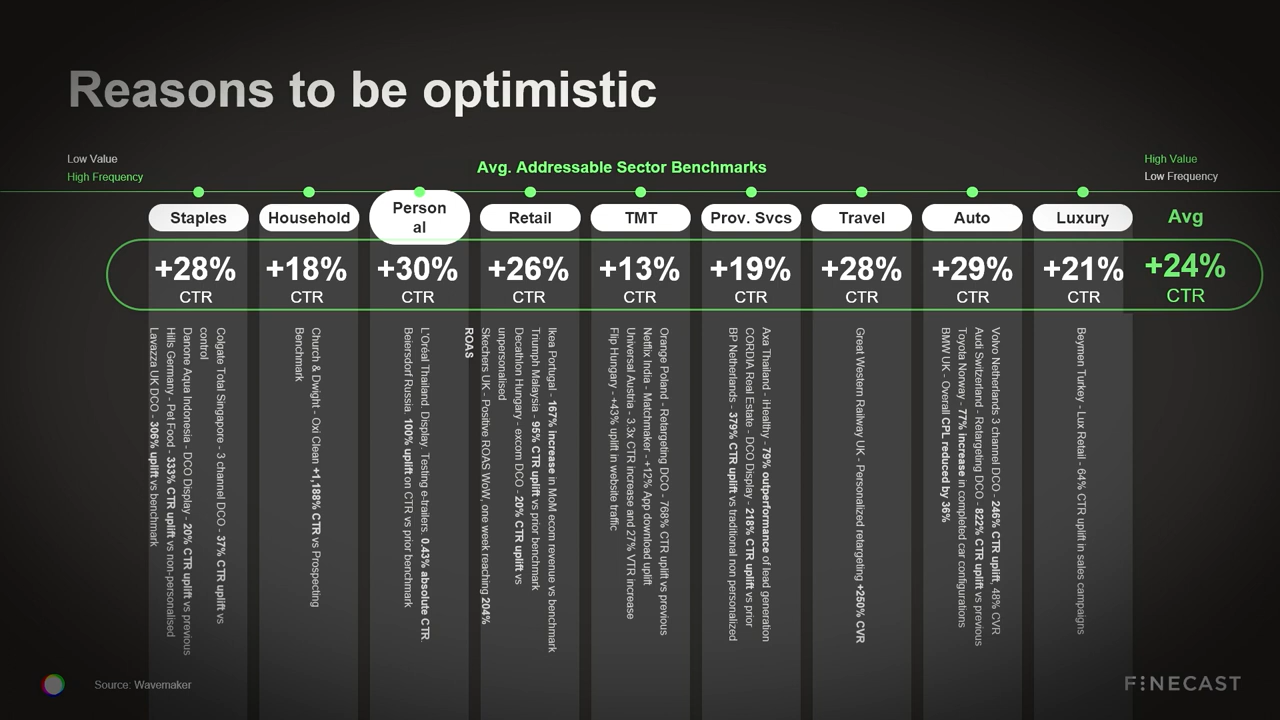 Reasons to be optimistic
Low Value
High Frequency
Avg. Addressable Sector Benchmarks
High Value
Low Frequency
Staples
Household
Person
al
Retail
TMT
Prov. Svcs
Travel
Auto
Luxury
Avg
+28%
CTR
+18%
CTR
+30%
CTR
+26%
CTR
+13%
CTR
+19%
CTR
+28%
CTR
+29%
CTR
+21%
CTR
+24%
CTR
Colgate Total Singapore - 3 channel DCO - 37% CTR uplift vs
control
Danone Aqua Indonesia - DCO Display - 20% CTR uplift vs previous
Hills Germany - Pet Food - 333% CTR uplift vs non-personalised
Lavazza UK DCO - 306% uplift vs benchmark
Church & Dwight - Oxi Clean +1,188% CTR vs Prospecting
Benchmark
L'Oréal Thailand. Display. Testing e-trailers. 0.43% absolute CTR.
Beiersdorf Russia. 100% uplift on CTR vs prior benchmark
Ikea Portugal - 167% increase in MoM ecom revenue vs benchmark
Triumph Malaysia - 95% CTR uplift vs prior benchmark
Decathlon Hungary - excom DCO - 20% CTR uplift vs
unpersonalised
Skechers UK - Positive ROAS WoW, one week reaching 204%
ROAS
Orange Poland - Retargeting DCO - 768% CTR uplift vs previous
Netflix India - Matchmaker - +12% App download uplift
Universal Austria - 3.3x CTR increase and 27% VTR increase
Flip Hungary - +43% uplift in website traffic
Axa Thailand - iHealthy - 79% outperformance of lead generation
CORDIA Real Estate - DCO Display - 218% CTR uplift vs prior
BP Netherlands - 379% CTR uplift vs traditional non personalized
Great Western Railway UK - Personalized retargeting +250% CVR
Volvo Netherlands 3 channel DCO - 246% CTR uplift, 48% CVR
Audi Switzerland - Retargeting DCO - 822% CTR uplift vs previous
Toyota Norway - 77% increase in completed car configurations
BMW UK - Overall CPL reduced by 36%
Beymen Turkey - Lux Retail - 64% CTR uplift in sales campaigns
Source: Wavemaker
FINECAST